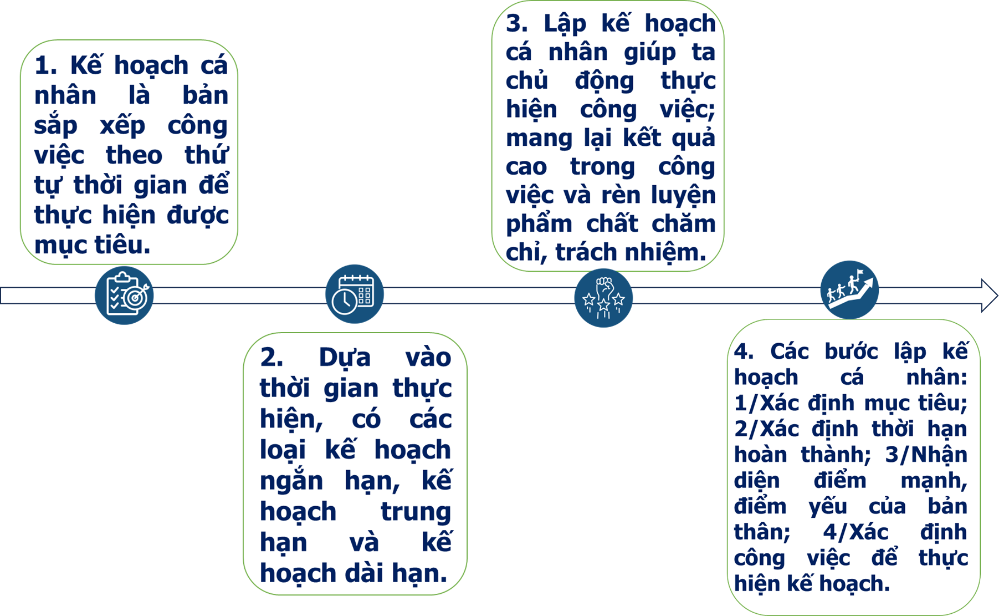 1. Kế hoạch cá
nhân là bản
sắp xếp công
việc theo thứ
tự thời gian để
thực hiện được
mục tiêu.
2. Dựa vào
thời gian thực
hiện, có các
loại kế hoạch
ngắn hạn, kế
hoạch trung
hạn và kế
hoạch dài hạn.
3. Lập kế hoạch
cá nhân giúp ta
chủ động thực
hiện công việc;
mang lại kết quả
cao trong công
việc và rèn luyện
phẩm chất chăm
chỉ, trách nhiệm.
4. Các bước lập kế
hoạch cá nhân:
1/Xác định mục tiêu;
2/Xác định thời hạn
hoàn thành; 3/Nhận
diện điểm mạnh,
điểm yếu của bản
thân; 4/Xác định
công việc để thực
hiện kế hoạch.